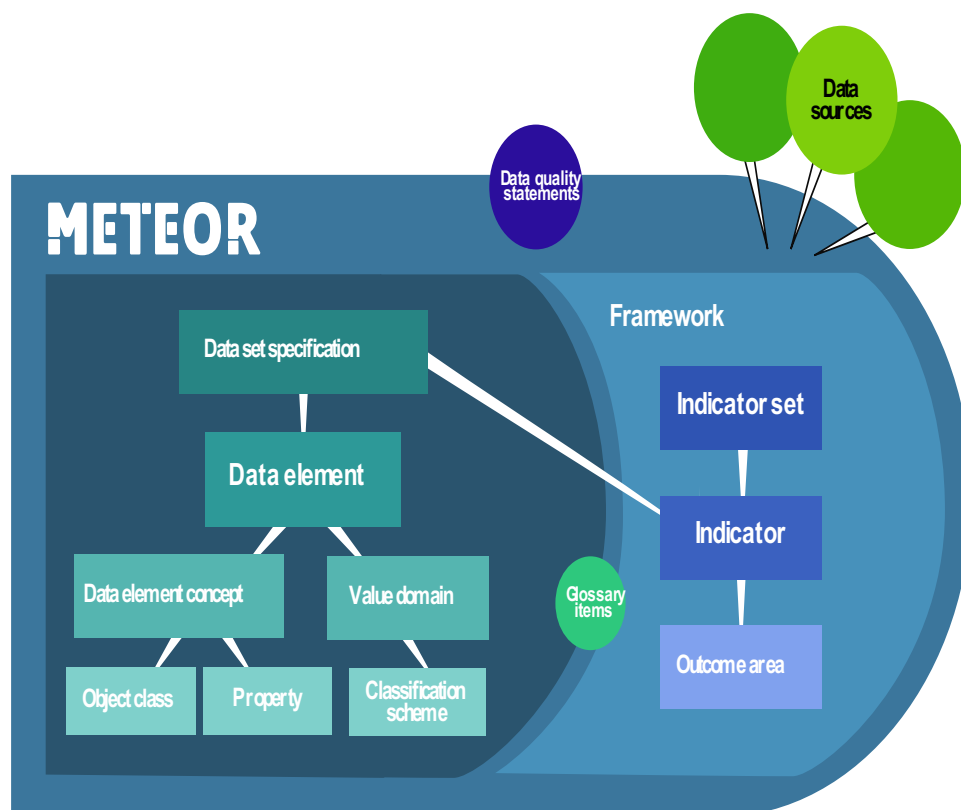 Data
sources
Data quality
statements
METEOR
Framework
Data set specification
Indicator set
Data element
Indicator
Data element concept
Value domain
Glossary
items
Outcome area
Object class
Property
Classification
scheme